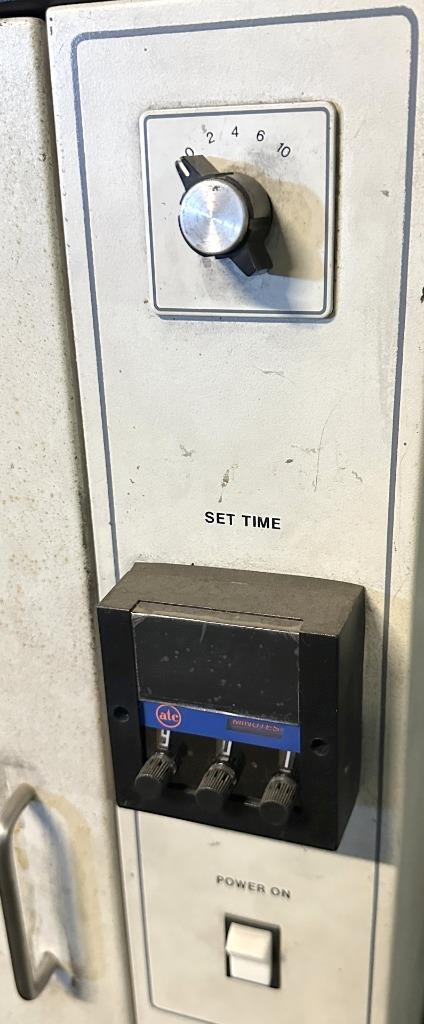 0 2 4 6 10
SET TIME
atc
MINUTES
POWER ON